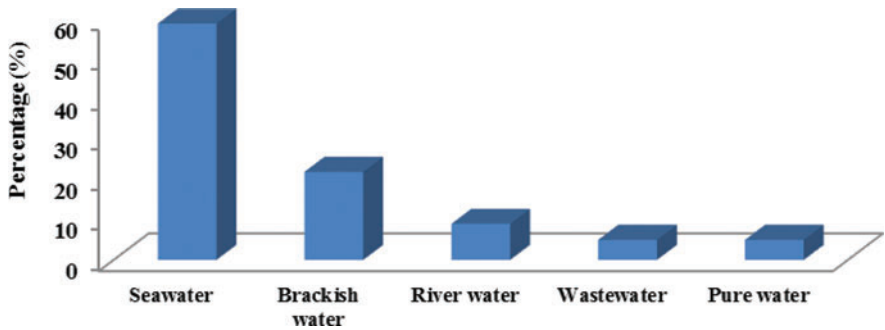 Percentage (%)
60
50
40
30
20
10
0
Seawater
Brackish
water
River water
Wastewater
Pure water